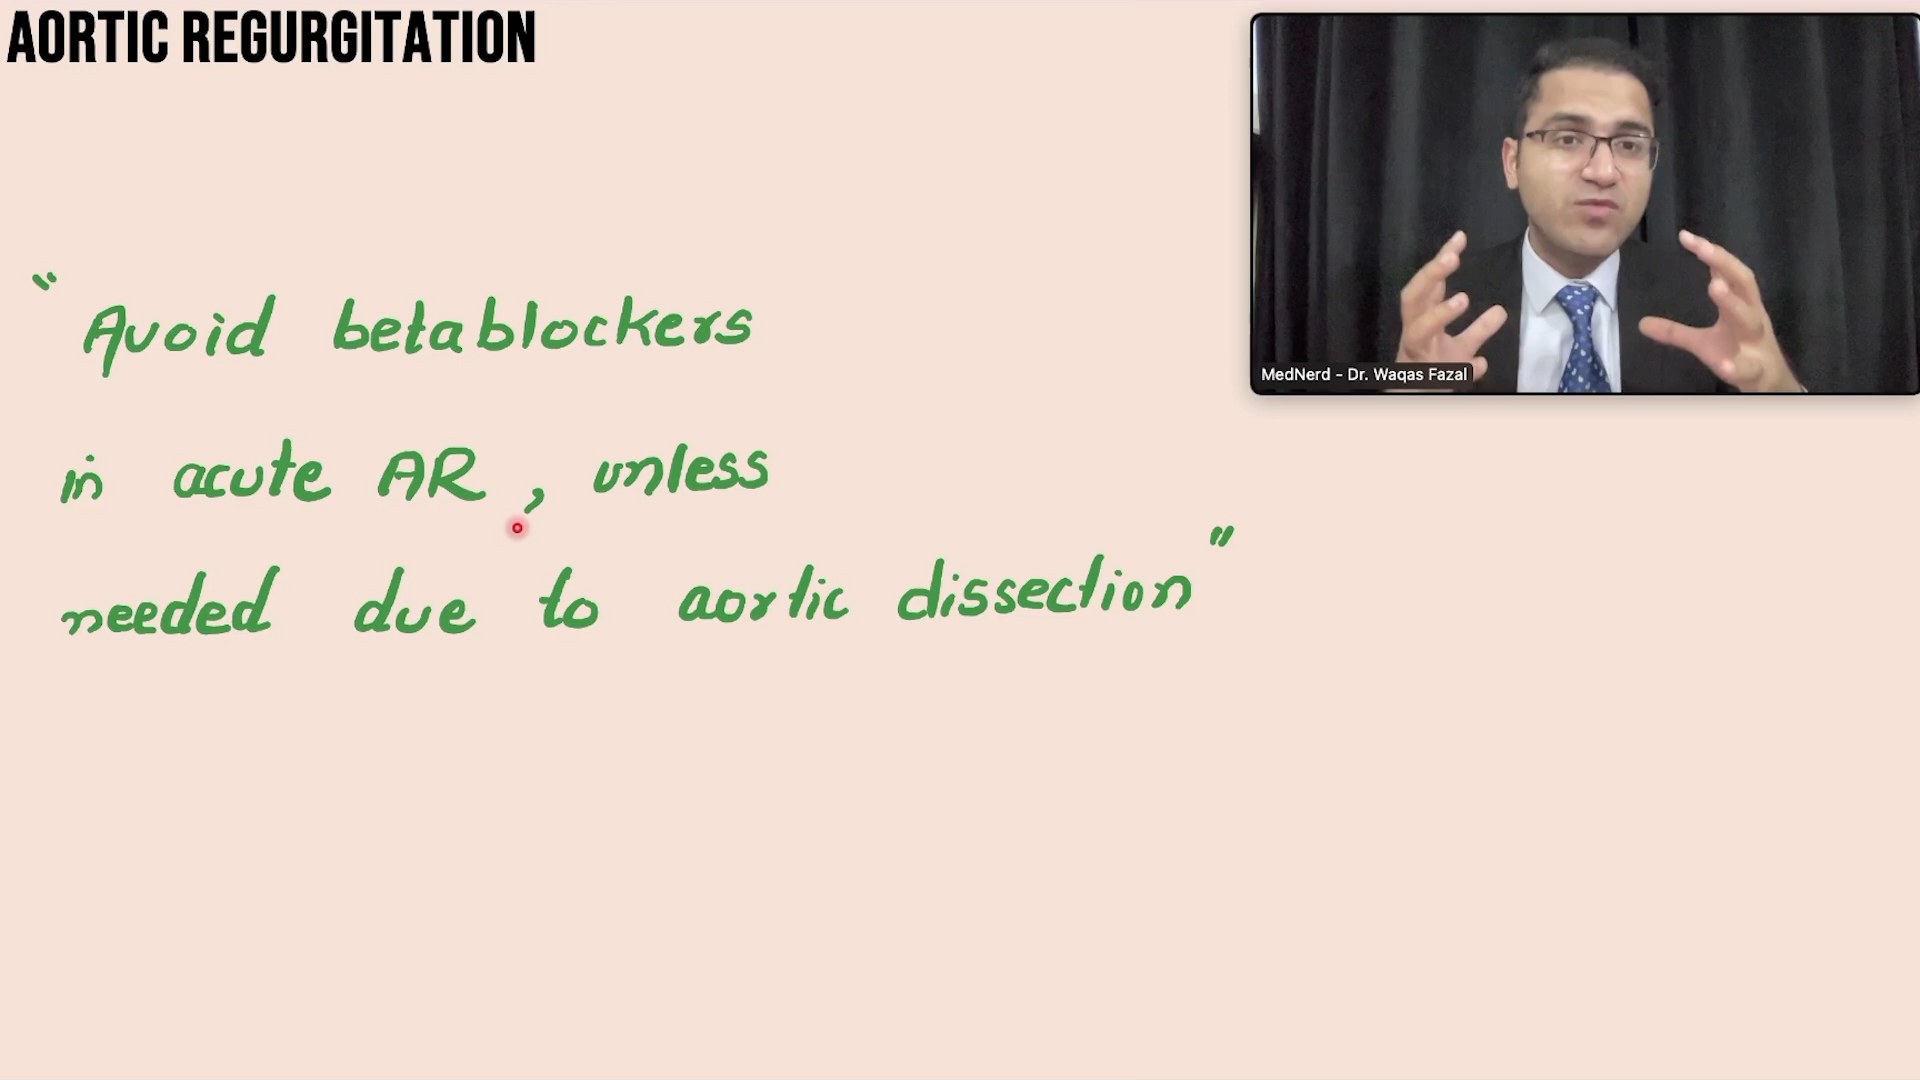 AORTIC REGURGITATION
MedNerd - Dr. Waqas Fazal
"Avoid betablockers
in acute AR, unless
needed due to aortic dissection"